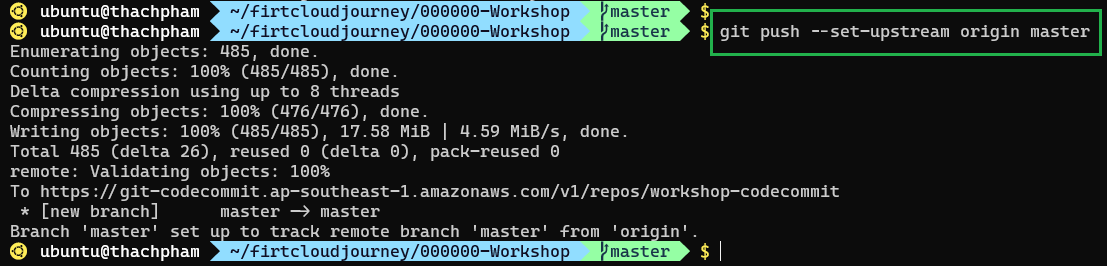 ubuntu@thachpham ~/firtcloudjourney/000000-Workshop master $
ubuntu@thachpham ~/firtcloudjourney/000000-Workshop master $ git push --set-upstream origin master
Enumerating objects: 485, done.
Counting objects: 100% (485/485), done.
Delta compression using up to 8 threads
Compressing objects: 100% (476/476), done.
Writing objects: 100% (485/485), 17.58 MiB | 4.59 MiB/s, done.
Total 485 (delta 26), reused 0 (delta 0), pack-reused 0
remote: Validating objects: 100%
To https://git-codecommit.ap-southeast-1.amazonaws.com/v1/repos/workshop-codecommit
 * [new branch]      master -> master
Branch 'master' set up to track remote branch 'master' from 'origin'.
ubuntu@thachpham ~/firtcloudjourney/000000-Workshop master $